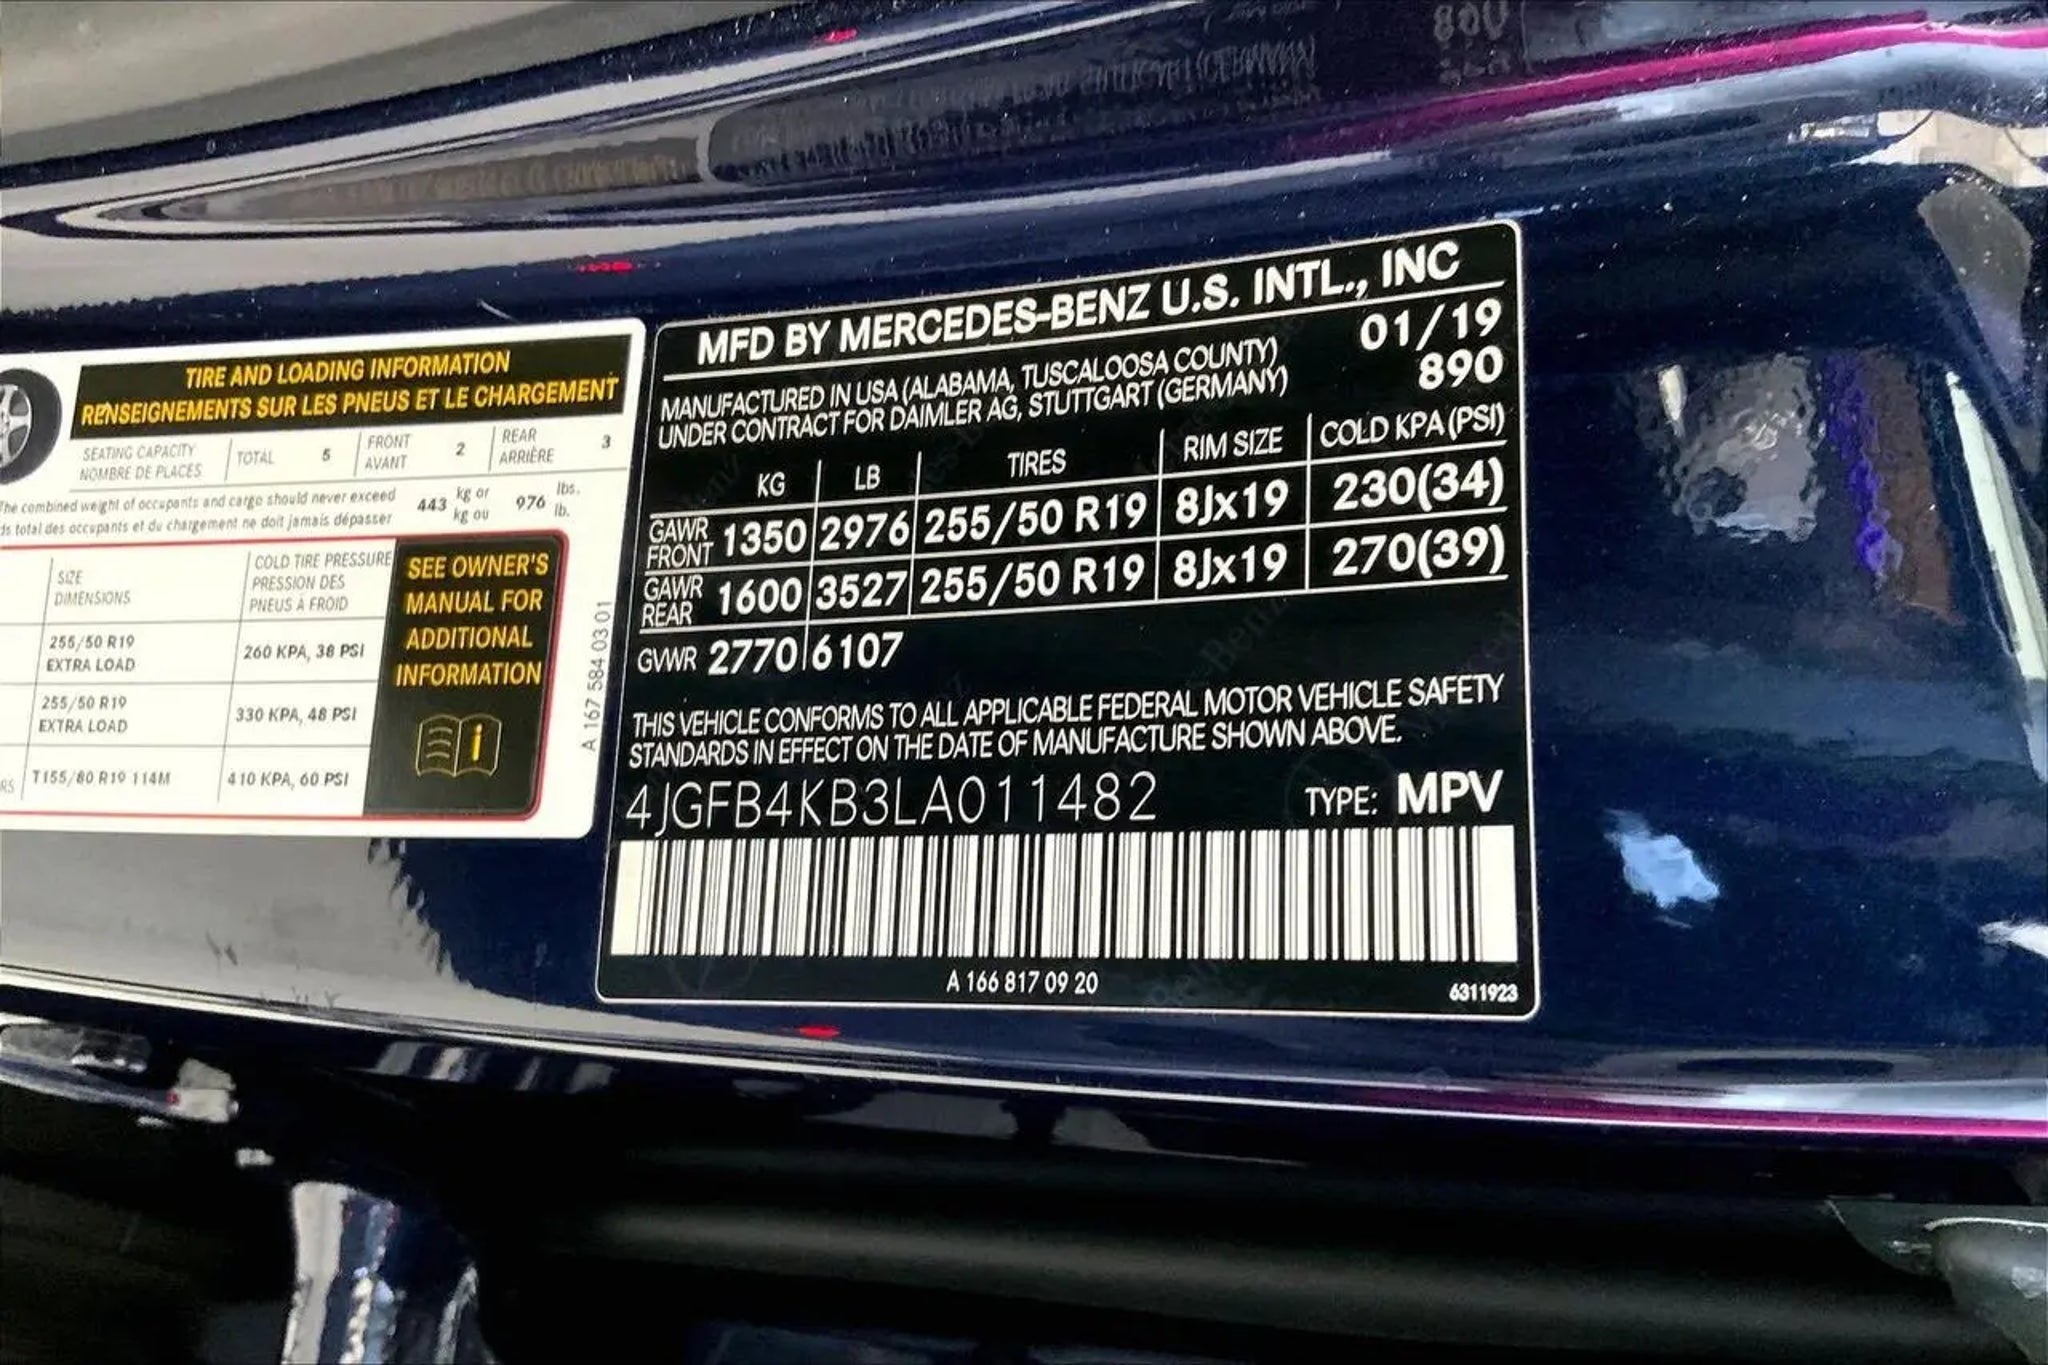 TIRE AND LOADING INFORMATION
RENSEIGNEMENTS SUR LES PNEUS ET LE CHARGEMENT
SEATING CAPACITY
NOMBRE DE PLACES
TOTAL 5
FRONT
AVANT
2
REAR
ARRIÈRE
3
The combined weight of occupants and cargo should never exceed
ds total des occupants et du chargement ne doit jamais dépasser
443 kg or
kg ou
976 lbs.
lb.
SIZE
DIMENSIONS
COLD TIRE PRESSURE
PRESSION DES
PNEUS À FROID
255/50 R19
EXTRA LOAD
260 KPA, 38 PSI
255/50 R19
EXTRA LOAD
330 KPA, 48 PSI
RS T155/80 R19 114M 410 KPA, 60 PSI
SEE OWNER'S
MANUAL FOR
ADDITIONAL
INFORMATION
i
A 167 584 03 01
MFD BY MERCEDES-BENZ U.S. INTL., INC
MANUFACTURED IN USA (ALABAMA, TUSCALOOSA COUNTY) 01/19
UNDER CONTRACT FOR DAIMLER AG, STUTTGART (GERMANY) 890
KG LB TIRES RIM SIZE COLD KPA (PSI)
GAWR
FRONT
1350 2976 255/50 R19 8Jx19 230(34)
GAWR
REAR
1600 3527 255/50 R19 8Jx19 270(39)
GVWR 2770 6107
THIS VEHICLE CONFORMS TO ALL APPLICABLE FEDERAL MOTOR VEHICLE SAFETY
STANDARDS IN EFFECT ON THE DATE OF MANUFACTURE SHOWN ABOVE.
4JGFB4KB3LA011482 TYPE: MPV
A 166 817 09 20
6311923